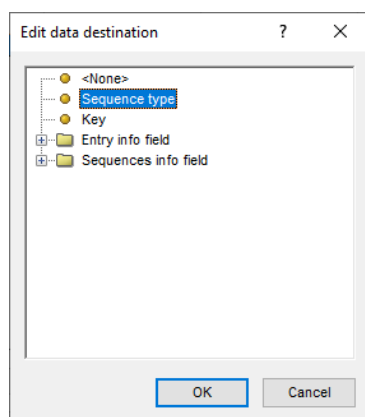 Edit data destination
<None>
Sequence type
Key
Entry info field
Sequences info field
OK
Cancel